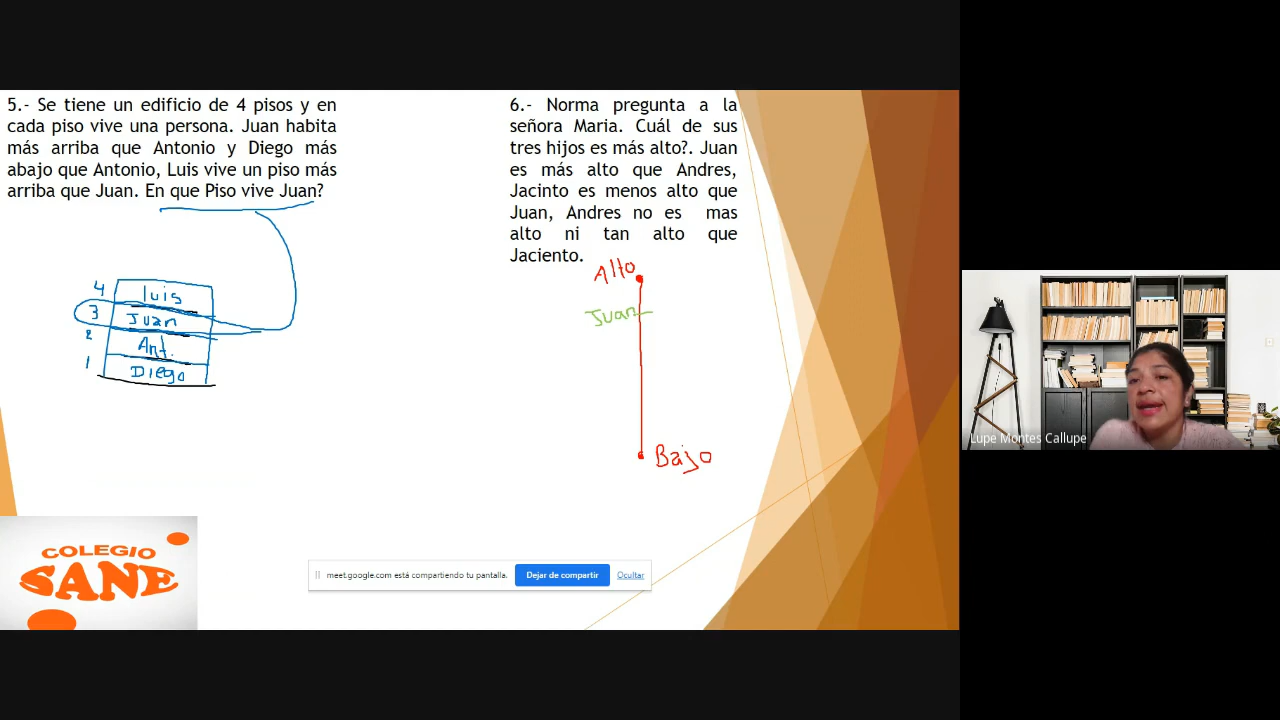 5.- Se tiene un edificio de 4 pisos y en
cada piso vive una persona. Juan habita
más arriba que Antonio y Diego más
abajo que Antonio, Luis vive un piso más
arriba que Juan. En que Piso vive Juan?
4 luis
3 Juan
2 Ant.
1 Diego
6.- Norma pregunta a la
señora Maria. Cuál de sus
tres hijos es más alto?. Juan
es más alto que Andres,
Jacinto es menos alto que
Juan, Andres no es mas
alto ni tan alto que
Jaciento.
Alto
Juan
Bajo
COLEGIO
SANE
meet.google.com está compartiendo tu pantalla.
Dejar de compartir
Ocultar
Lupe Montes Callupe